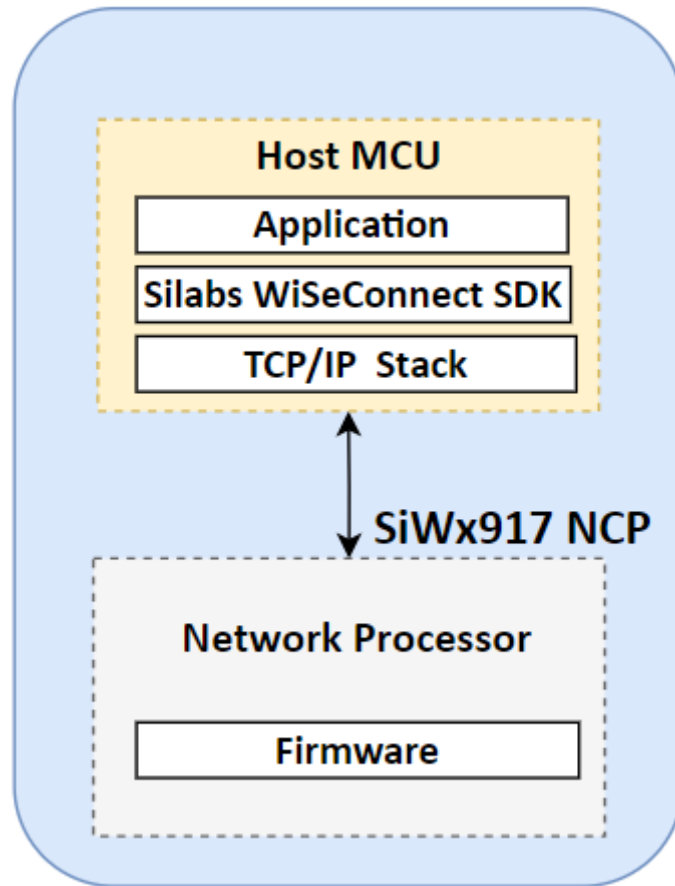 Host MCU
Application
Silabs WiSeConnect SDK
TCP/IP Stack
SiWx917 NCP
Network Processor
Firmware